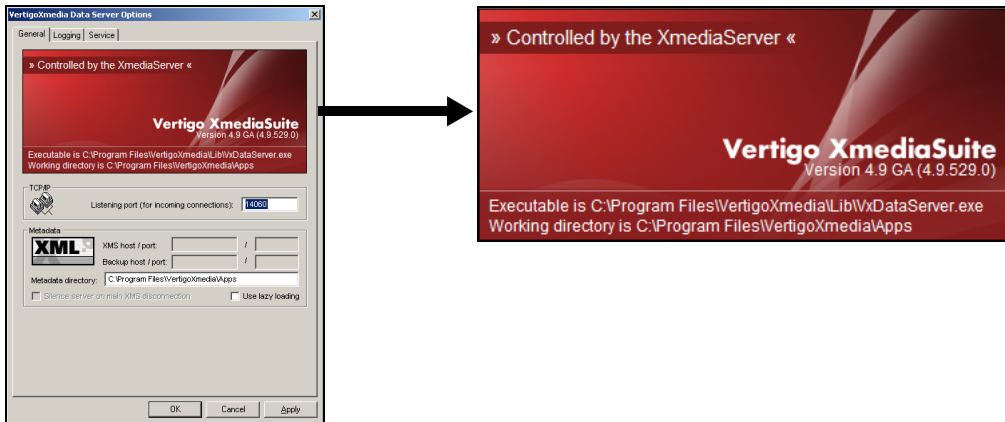 VertigoXmedia Data Server Options
General Logging Service
» Controlled by the XmediaServer «
Vertigo XmediaSuite
Version 4.9 GA (4.9.529.0)
Executable is C:\Program Files\VertigoXmedia\Lib\VxDataServer.exe
Working directory is C:\Program Files\VertigoXmedia\Apps
TCP/IP
Listening port (for incoming connections): 14060
Metadata
XML
XMS host / port: /
Backup host / port: /
Metadata directory: C:\Program Files\VertigoXmedia\Apps
Silence server on main XMS disconnection Use lazy loading
OK Cancel Apply
» Controlled by the XmediaServer «
Vertigo XmediaSuite
Version 4.9 GA (4.9.529.0)
Executable is C:\Program Files\VertigoXmedia\Lib\VxDataServer.exe
Working directory is C:\Program Files\VertigoXmedia\Apps